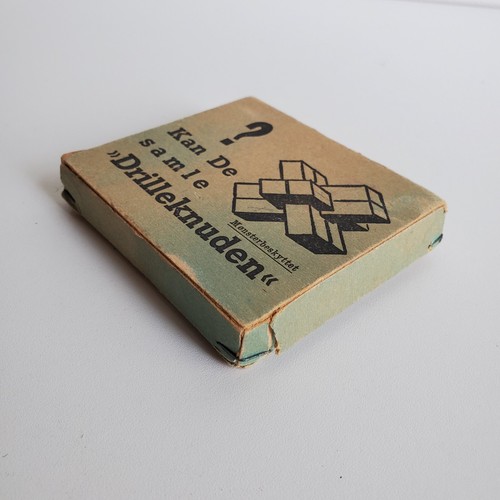 ?
Kan De
samle
»Drilleknuden«
Mønsterbeskyttet